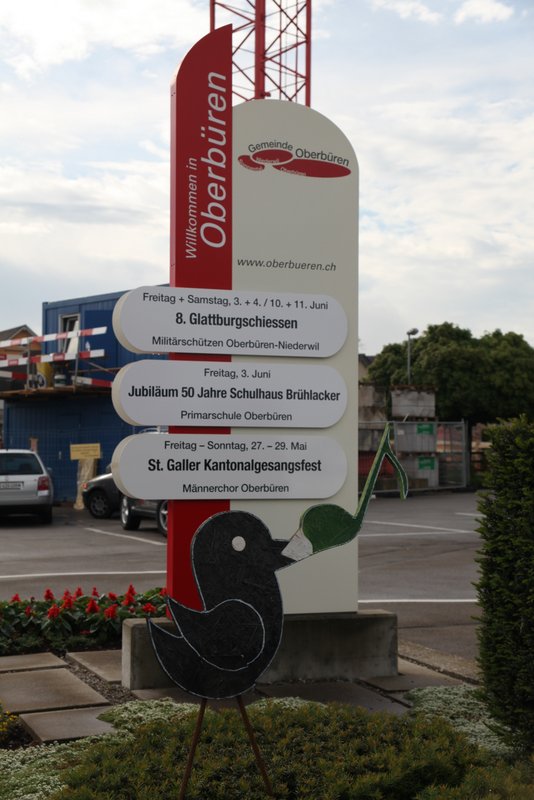 Willkommen in
Oberbüren
Gemeinde Oberbüren
www.oberbueren.ch
Freitag + Samstag, 3. + 4. / 10. + 11. Juni
8. Glattburgschiessen
Militärschützen Oberbüren-Niederwil
Freitag, 3. Juni
Jubiläum 50 Jahre Schulhaus Brühlacker
Primarschule Oberbüren
Freitag – Sonntag, 27. – 29. Mai
St. Galler Kantonalgesangsfest
Männerchor Oberbüren